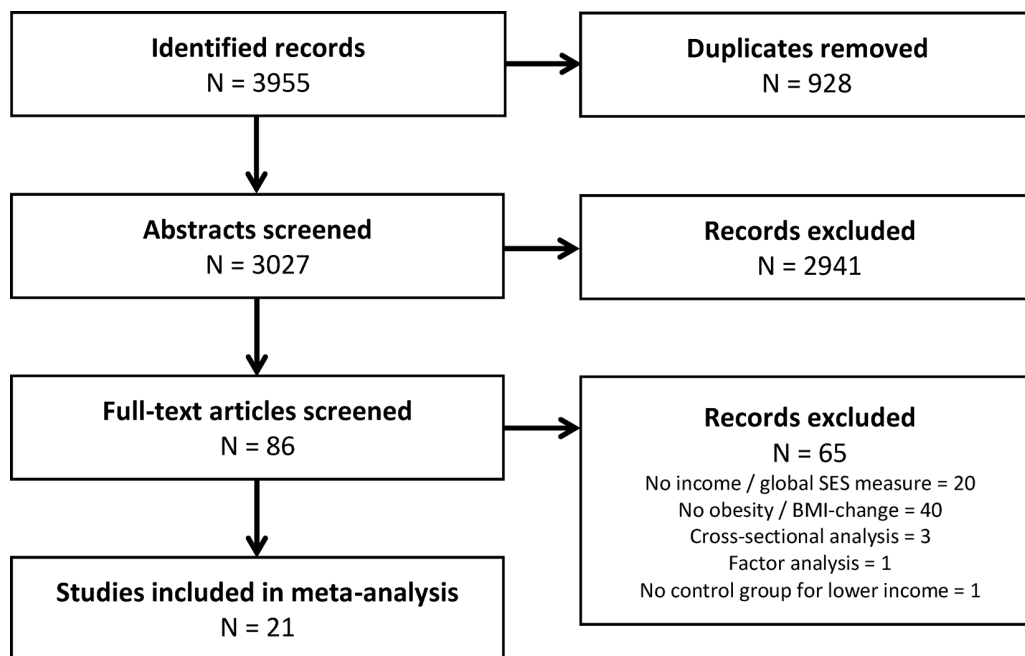 Identified records
N = 3955
Duplicates removed
N = 928
Abstracts screened
N = 3027
Records excluded
N = 2941
Full-text articles screened
N = 86
Records excluded
N = 65
No income / global SES measure = 20
No obesity / BMI-change = 40
Cross-sectional analysis = 3
Factor analysis = 1
No control group for lower income = 1
Studies included in meta-analysis
N = 21